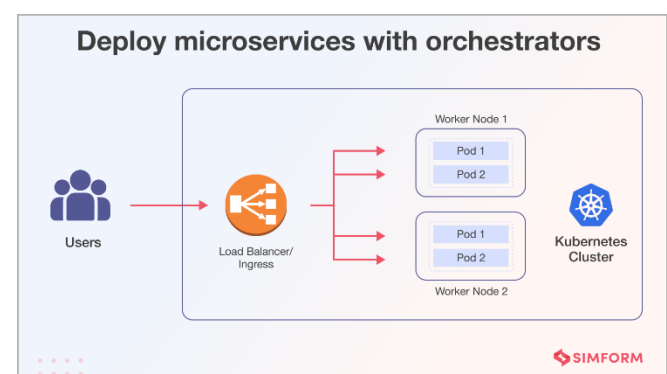 Deploy microservices with orchestrators
Users
Load Balancer/
Ingress
Worker Node 1
Pod 1
Pod 2
Pod 1
Pod 2
Worker Node 2
Kubernetes
Cluster
SIMFORM